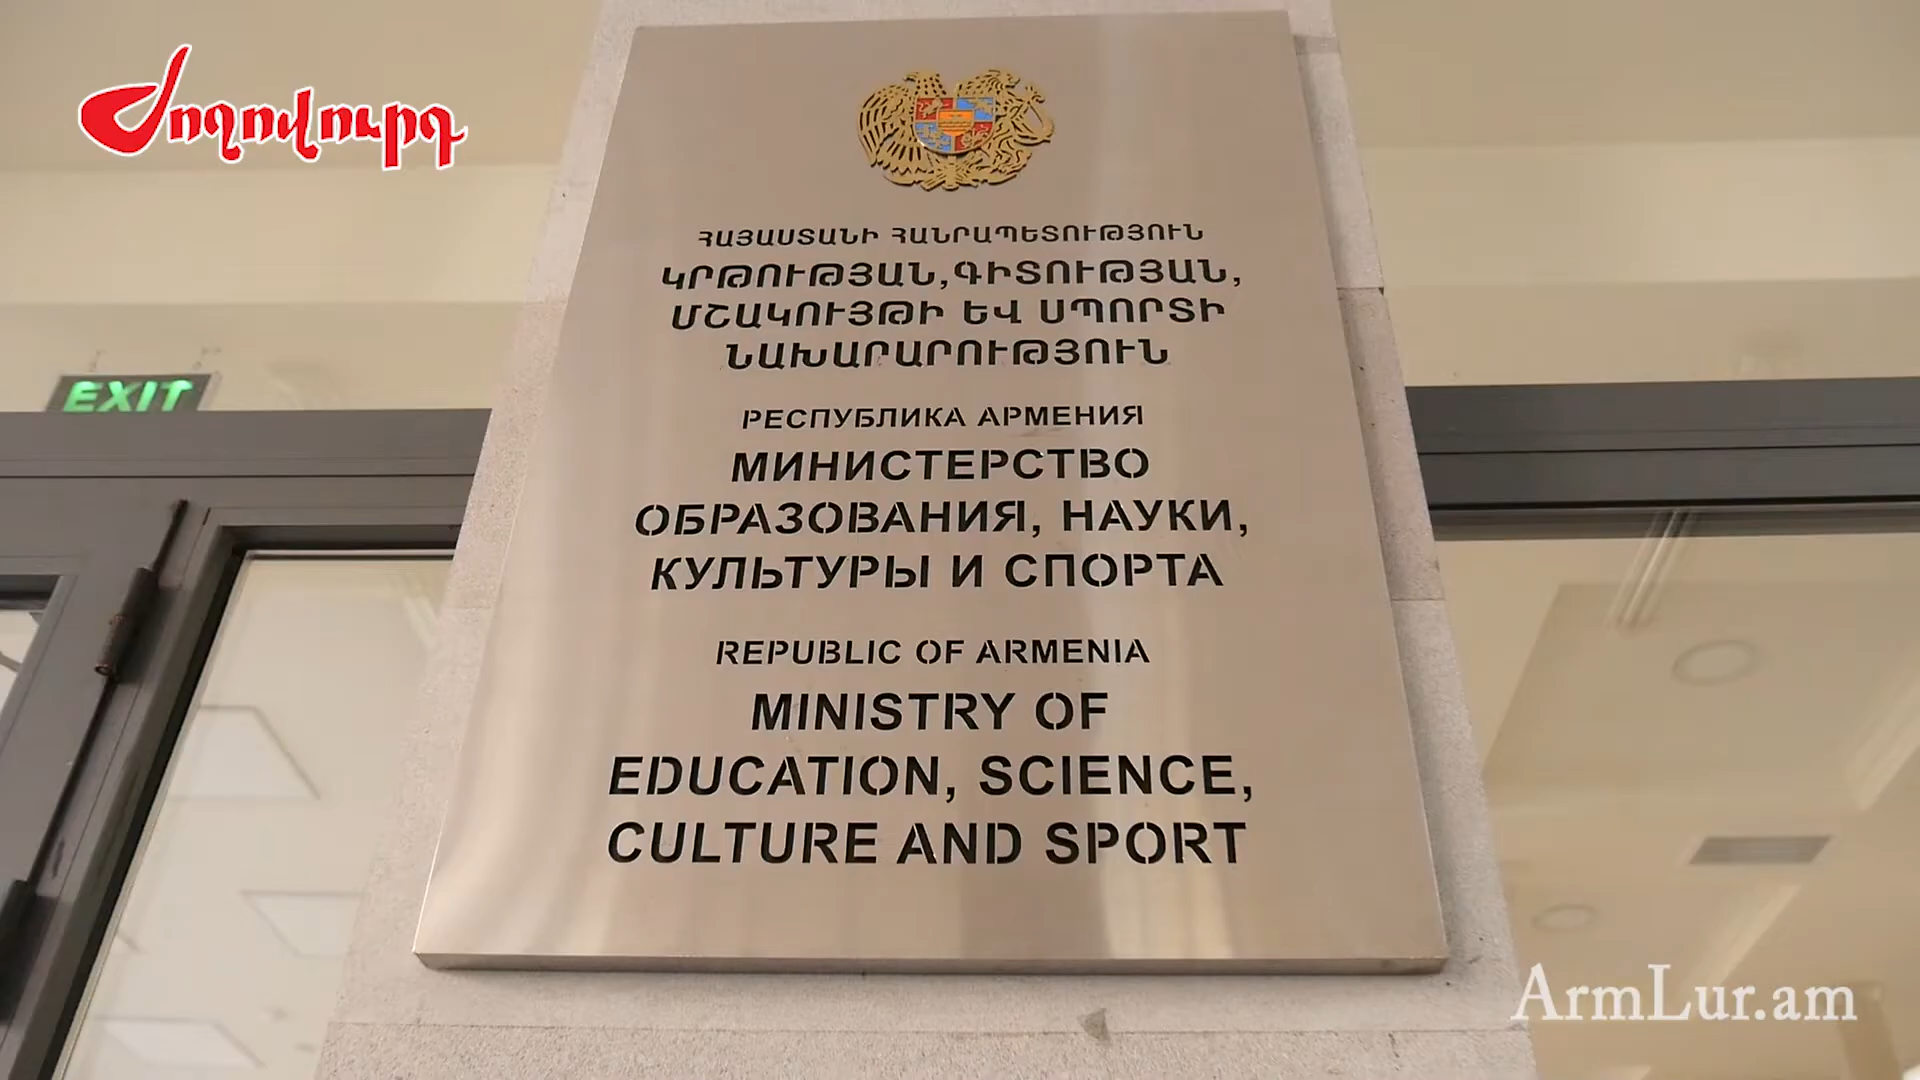 Ժողովուրդ
ՀԱՅԱՍՏԱՆԻ ՀԱՆՐԱՊԵՏՈՒԹՅՈՒՆ
ԿՐԹՈՒԹՅԱՆ,ԳԻՏՈՒԹՅԱՆ,
ՄՇԱԿՈՒՅԹԻ ԵՎ ՍՊՈՐՏԻ
ՆԱԽԱՐԱՐՈՒԹՅՈՒՆ
EXIT
РЕСПУБЛИКА АРМЕНИЯ
МИНИСТЕРСТВО
ОБРАЗОВАНИЯ, НАУКИ,
КУЛЬТУРЫ И СПОРТА
REPUBLIC OF ARMENIA
MINISTRY OF
EDUCATION, SCIENCE,
CULTURE AND SPORT
ArmLur.am